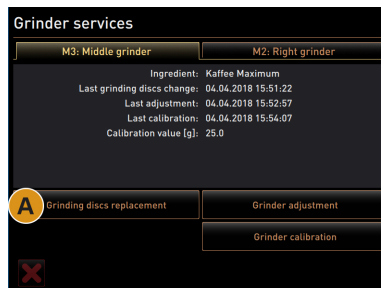 Grinder services
M3: Middle grinder
M2: Right grinder
Ingredient: Kaffee Maximum
Last grinding discs change: 04.04.2018 15:51:22
Last adjustment: 04.04.2018 15:52:57
Last calibration: 04.04.2018 15:54:07
Calibration value [g]: 25.0
A
Grinding discs replacement
Grinder adjustment
Grinder calibration